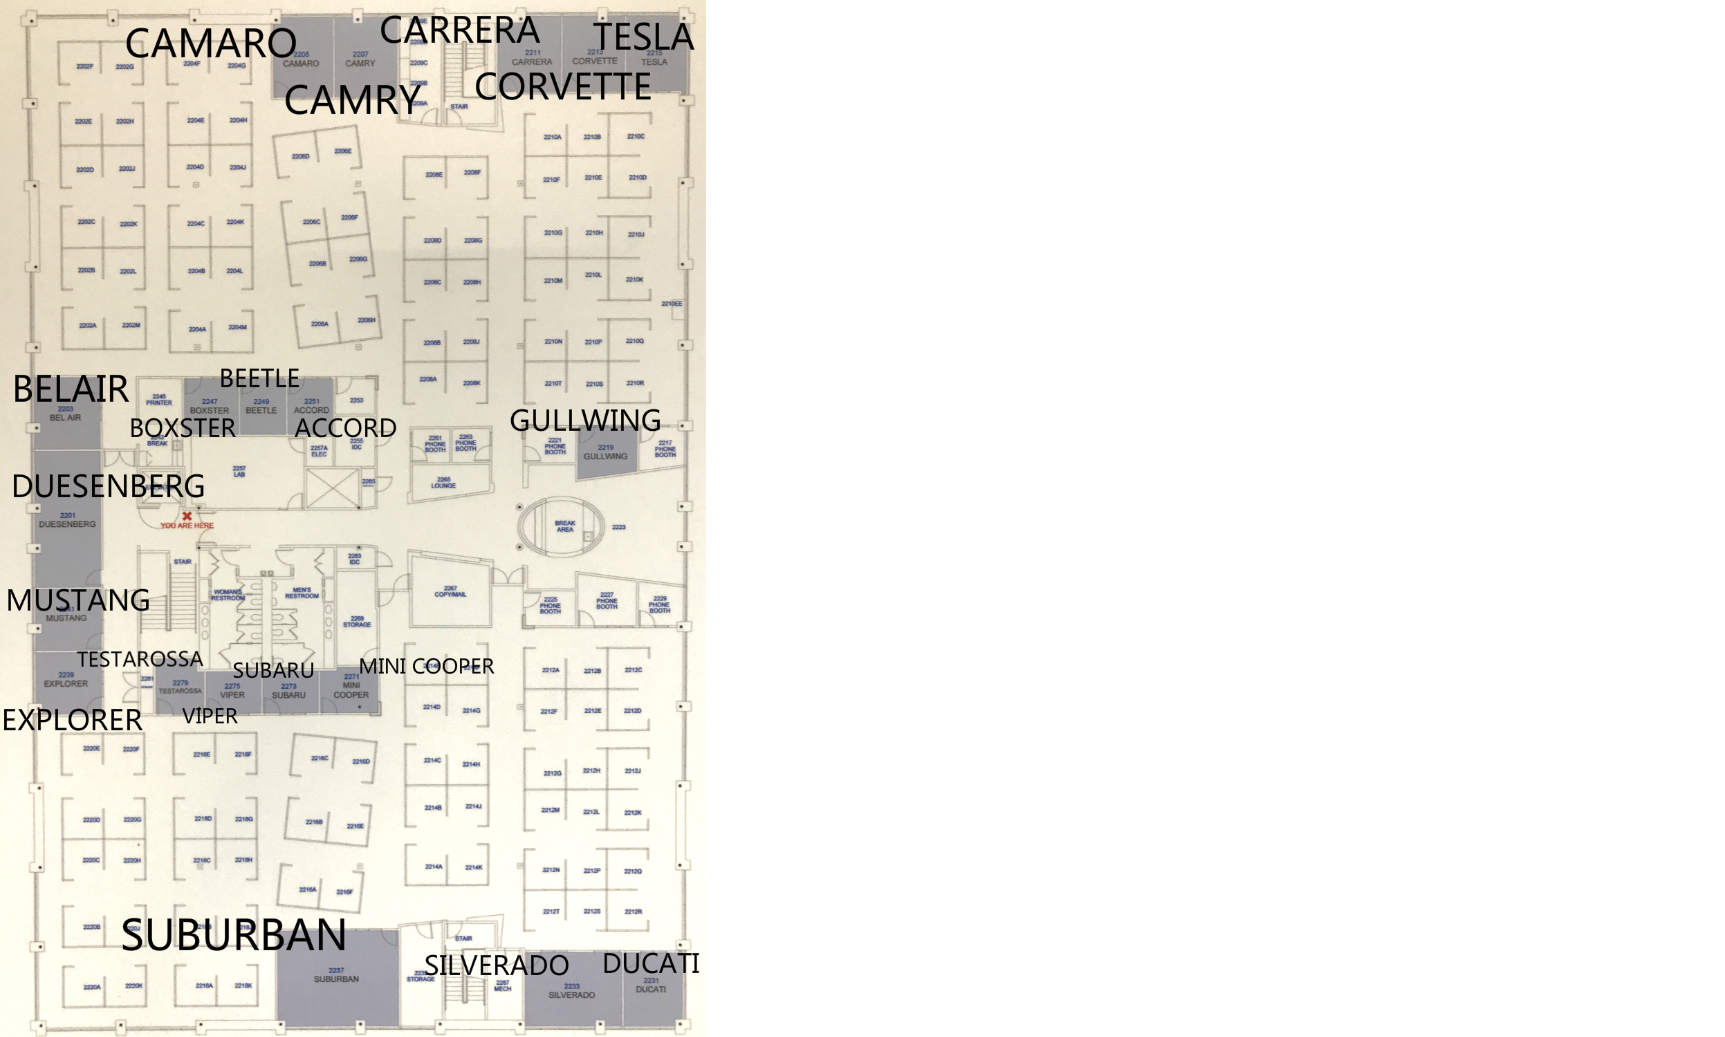 CAMARO
CARRERA
TESLA
2205
CAMARO
2207
CAMRY
2209C
2211
CARRERA
2213
CORVETTE
2215
TESLA
CAMRY
CORVETTE
2209B
2209A
STAIR
2202F 2202G 2204F 2204G
2202E 2202H 2204E 2204H
2210A 2210B 2210C
2206D 2206E
2202D 2202J 2204D 2204J
2208E 2208F
2210F 2210E 2210D
2202C 2202K 2204C 2204K
2206C 2206F
2208D 2208G
2210G 2210H 2210J
2202B 2202L 2204B 2204L
2206B 2206G
2208C 2208H
2210M 2210L 2210K
2210EE
2202A 2202M 2204A 2204M
2206A 2206H
2208B 2208J
2210N 2210P 2210Q
2208A 2208K
2210T 2210S 2210R
BELAIR
BEETLE
2203
BEL AIR
2245
PRINTER
2247
BOXSTER
2249
BEETLE
2251
ACCORD
2253
BOXSTER
ACCORD
GULLWING
BREAK
2257A
ELEC
2255
IDC
2261
PHONE
BOOTH
2263
PHONE
BOOTH
2221
PHONE
BOOTH
2219
GULLWING
2217
PHONE
BOOTH
2257
LAB
2265
LOUNGE
DUESENBERG
2201
DUESENBERG
YOU ARE HERE
BREAK
AREA
2223
STAIR
2283
IDC
WOMAN'S
RESTROOM
MEN'S
RESTROOM
2267
COPY/MAIL
2225
PHONE
BOOTH
2227
PHONE
BOOTH
2229
PHONE
BOOTH
MUSTANG
MUSTANG
2269
STORAGE
TESTAROSSA
SUBARU
MINI COOPER
2239
EXPLORER
2281
2279
TESTAROSSA
2275
VIPER
2273
SUBARU
2271
MINI
COOPER
2212A 2212B 2212C
EXPLORER
VIPER
2214D 2214G
2212F 2212E 2212D
2220E 2220F 2218E 2218F
2216C 2216D
2214C 2214H
2212G 2212H 2212J
2220D 2220G 2218D 2218G
2216B 2216E
2214B 2214J
2212M 2212L 2212K
2220C 2220H 2218C 2218H
2216A 2216F
2214A 2214K
2212N 2212P 2212Q
2212T 2212S 2212R
2220B
SUBURBAN
STAIR
SILVERADO
DUCATI
2220A 2220K 2218A 2218K
2237
SUBURBAN
STORAGE
2287
MECH
2233
SILVERADO
2231
DUCATI